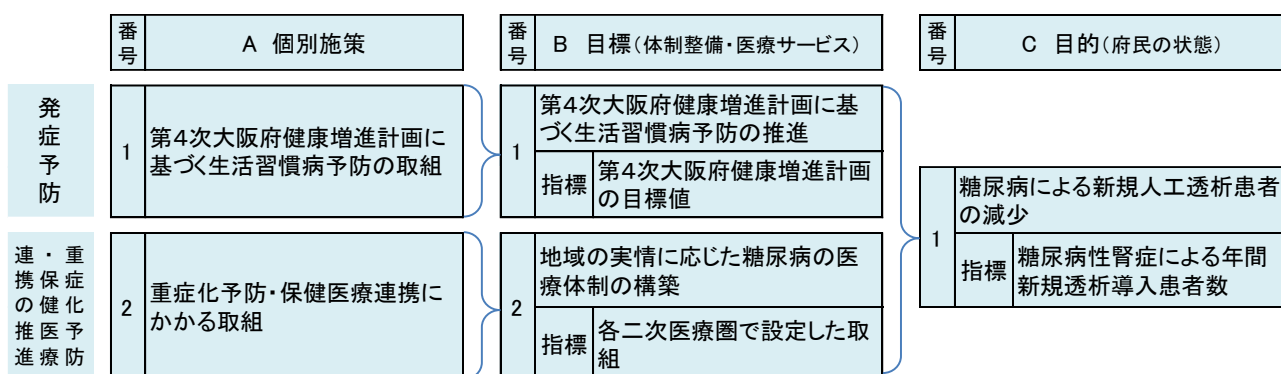 番号
A 個別施策
番号
B 目標(体制整備・医療サービス)
番号
C 目的(府民の状態)
発症予防
1
第4次大阪府健康増進計画に
基づく生活習慣病予防の取組
1
第4次大阪府健康増進計画に基
づく生活習慣病予防の推進
指標
第4次大阪府健康増進計画
の目標値
重症化予防
・保健医療
連携の推進
2
重症化予防・保健医療連携に
かかる取組
2
地域の実情に応じた糖尿病の医
療体制の構築
指標
各二次医療圏で設定した取
組
1
糖尿病による新規人工透析患者
の減少
指標
糖尿病性腎症による年間
新規透析導入患者数